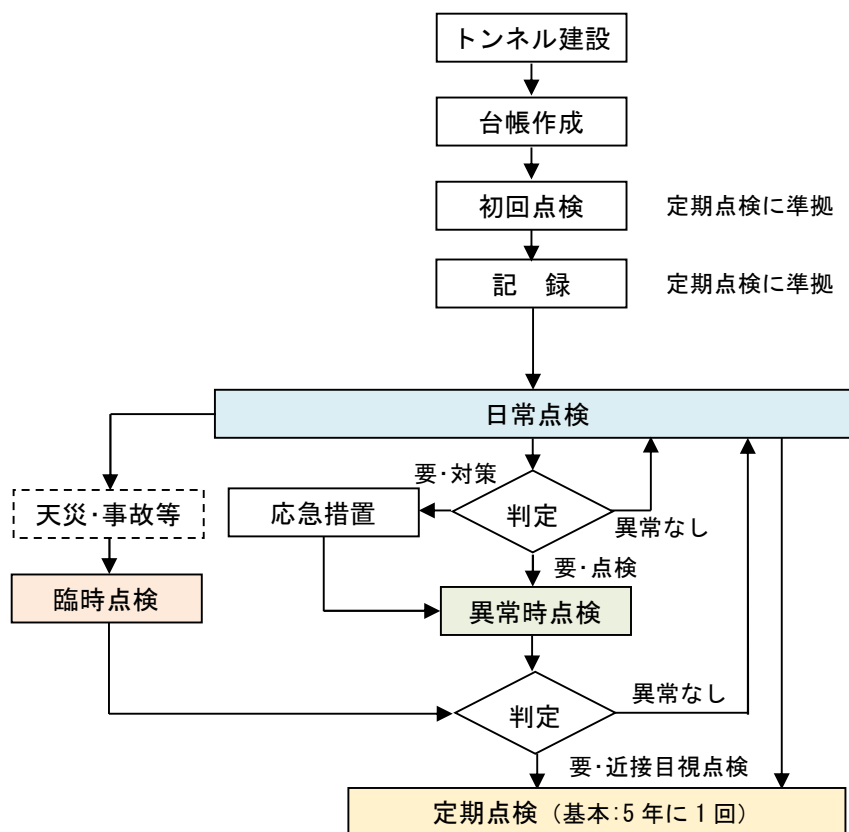 トンネル建設
台帳作成
初回点検
定期点検に準拠
記　録
定期点検に準拠
日常点検
要・対策
天災・事故等
応急措置
判定
異常なし
要・点検
臨時点検
異常時点検
異常なし
判定
要・近接目視点検
定期点検（基本：5年に1回）